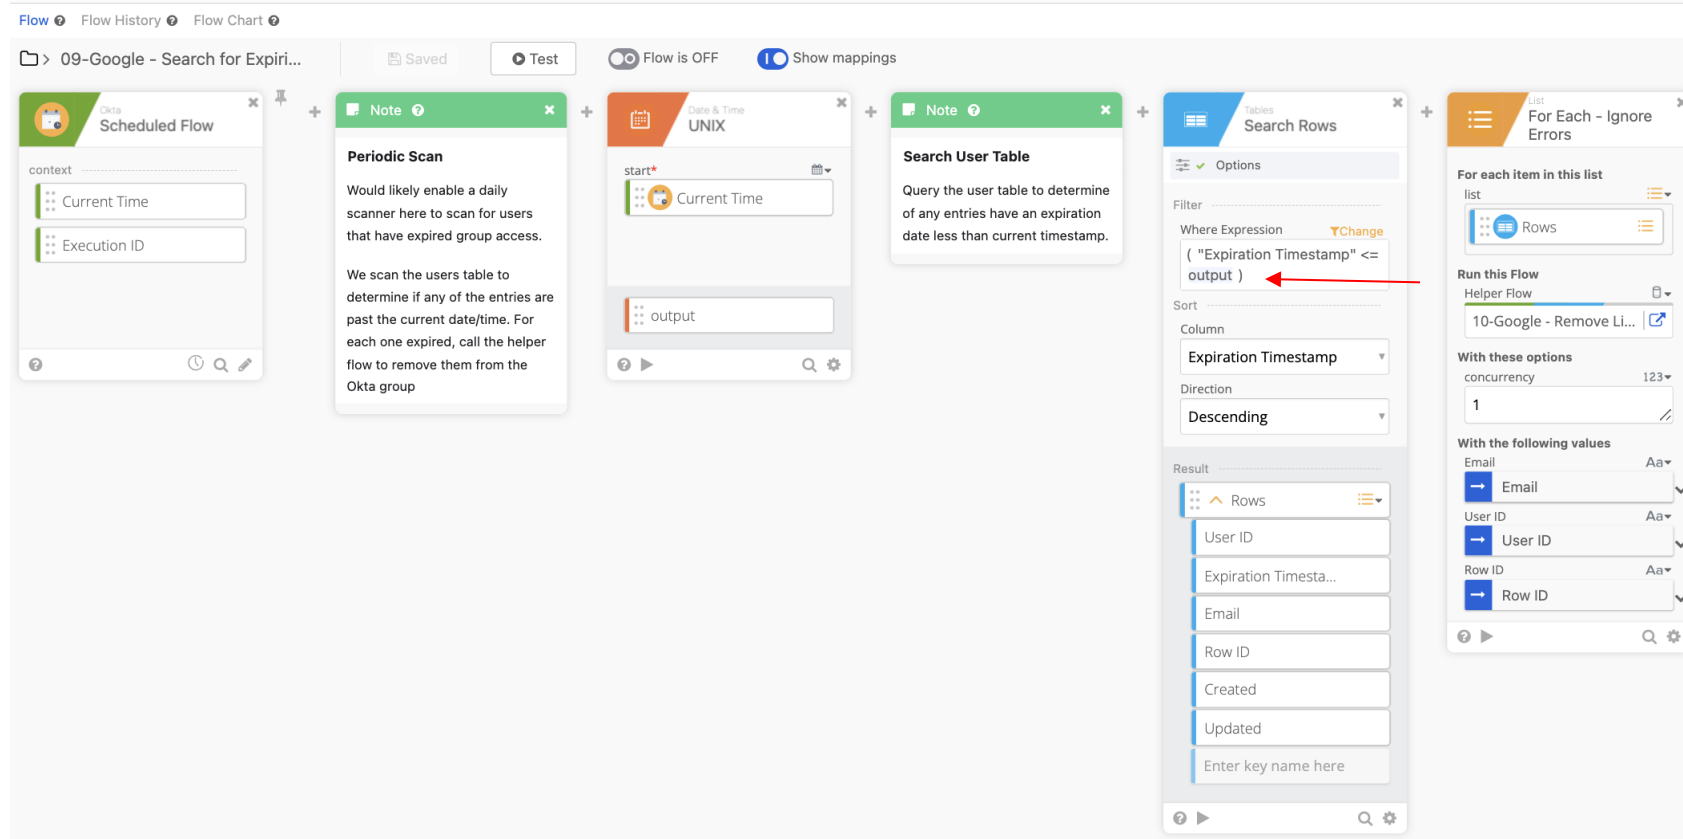 Flow Flow History Flow Chart
09-Google - Search for Expiri...
Saved
Test
Flow is OFF
Show mappings
Okta
Scheduled Flow
context
Current Time
Execution ID
Note
Periodic Scan
Would likely enable a daily
scanner here to scan for users
that have expired group access.
We scan the users table to
determine if any of the entries are
past the current date/time. For
each one expired, call the helper
flow to remove them from the
Okta group
Date & Time
UNIX
start*
Current Time
output
Note
Search User Table
Query the user table to determine
of any entries have an expiration
date less than current timestamp.
Tables
Search Rows
Options
Filter
Where Expression Change
( "Expiration Timestamp" <=
output )
Sort
Column
Expiration Timestamp
Direction
Descending
Result
Rows
User ID
Expiration Timesta...
Email
Row ID
Created
Updated
Enter key name here
List
For Each - Ignore
Errors
For each item in this list
list
Rows
Run this Flow
Helper Flow
10-Google - Remove Li...
With these options
concurrency 123
1
With the following values
Email Aa
Email
User ID Aa
User ID
Row ID Aa
Row ID